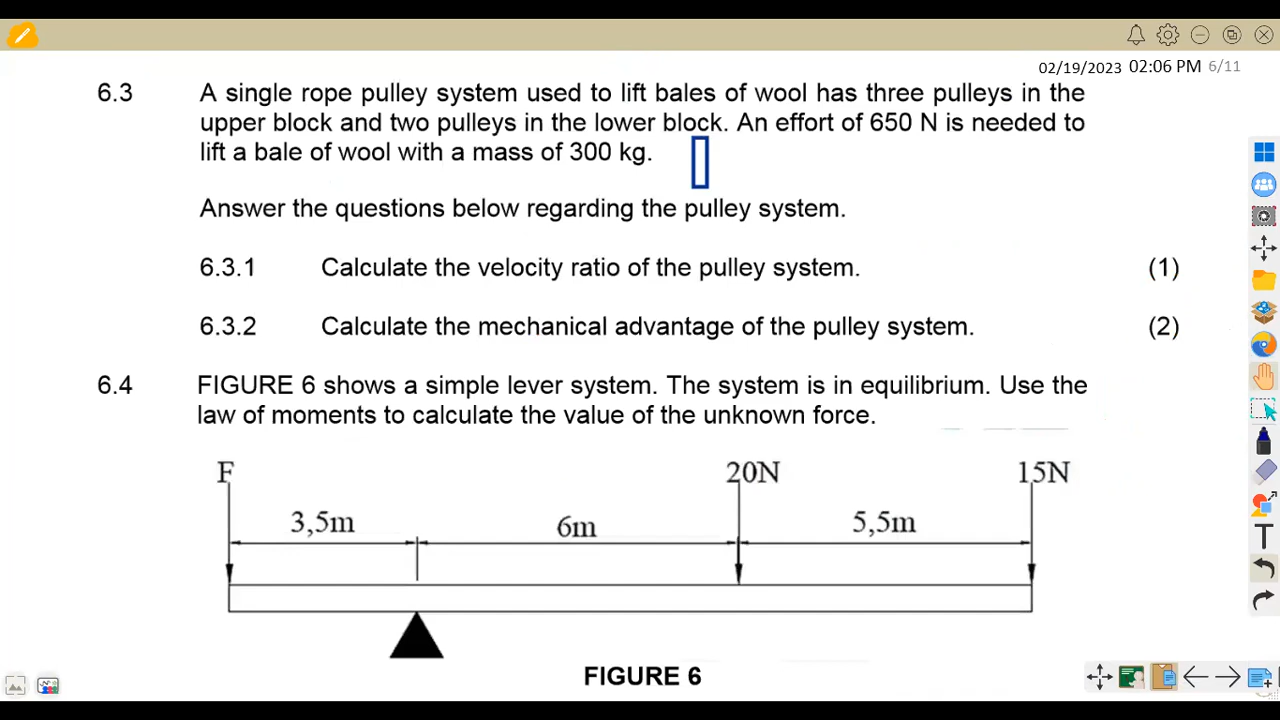 02/19/2023 02:06 PM 6/11
6.3 A single rope pulley system used to lift bales of wool has three pulleys in the
upper block and two pulleys in the lower block. An effort of 650 N is needed to
lift a bale of wool with a mass of 300 kg.
Answer the questions below regarding the pulley system.
6.3.1 Calculate the velocity ratio of the pulley system. (1)
6.3.2 Calculate the mechanical advantage of the pulley system. (2)
6.4 FIGURE 6 shows a simple lever system. The system is in equilibrium. Use the
law of moments to calculate the value of the unknown force.
F 20N 15N
3,5m 6m 5,5m
FIGURE 6